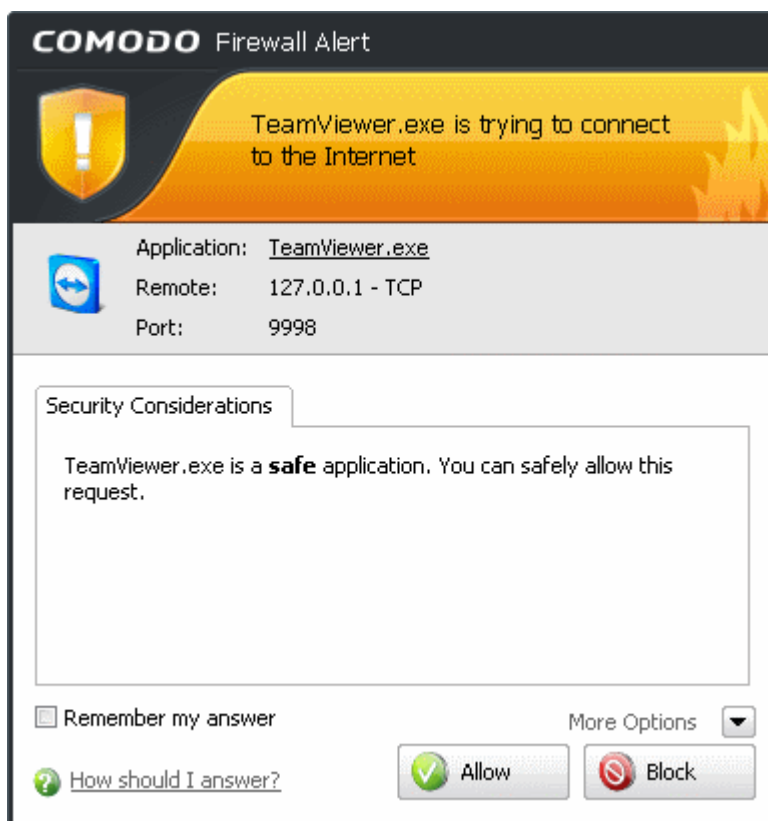 COMODO Firewall Alert
TeamViewer.exe is trying to connect
to the Internet
Application: TeamViewer.exe
Remote: 127.0.0.1 - TCP
Port: 9998
Security Considerations
TeamViewer.exe is a safe application. You can safely allow this
request.
Remember my answer
More Options
How should I answer?
Allow
Block